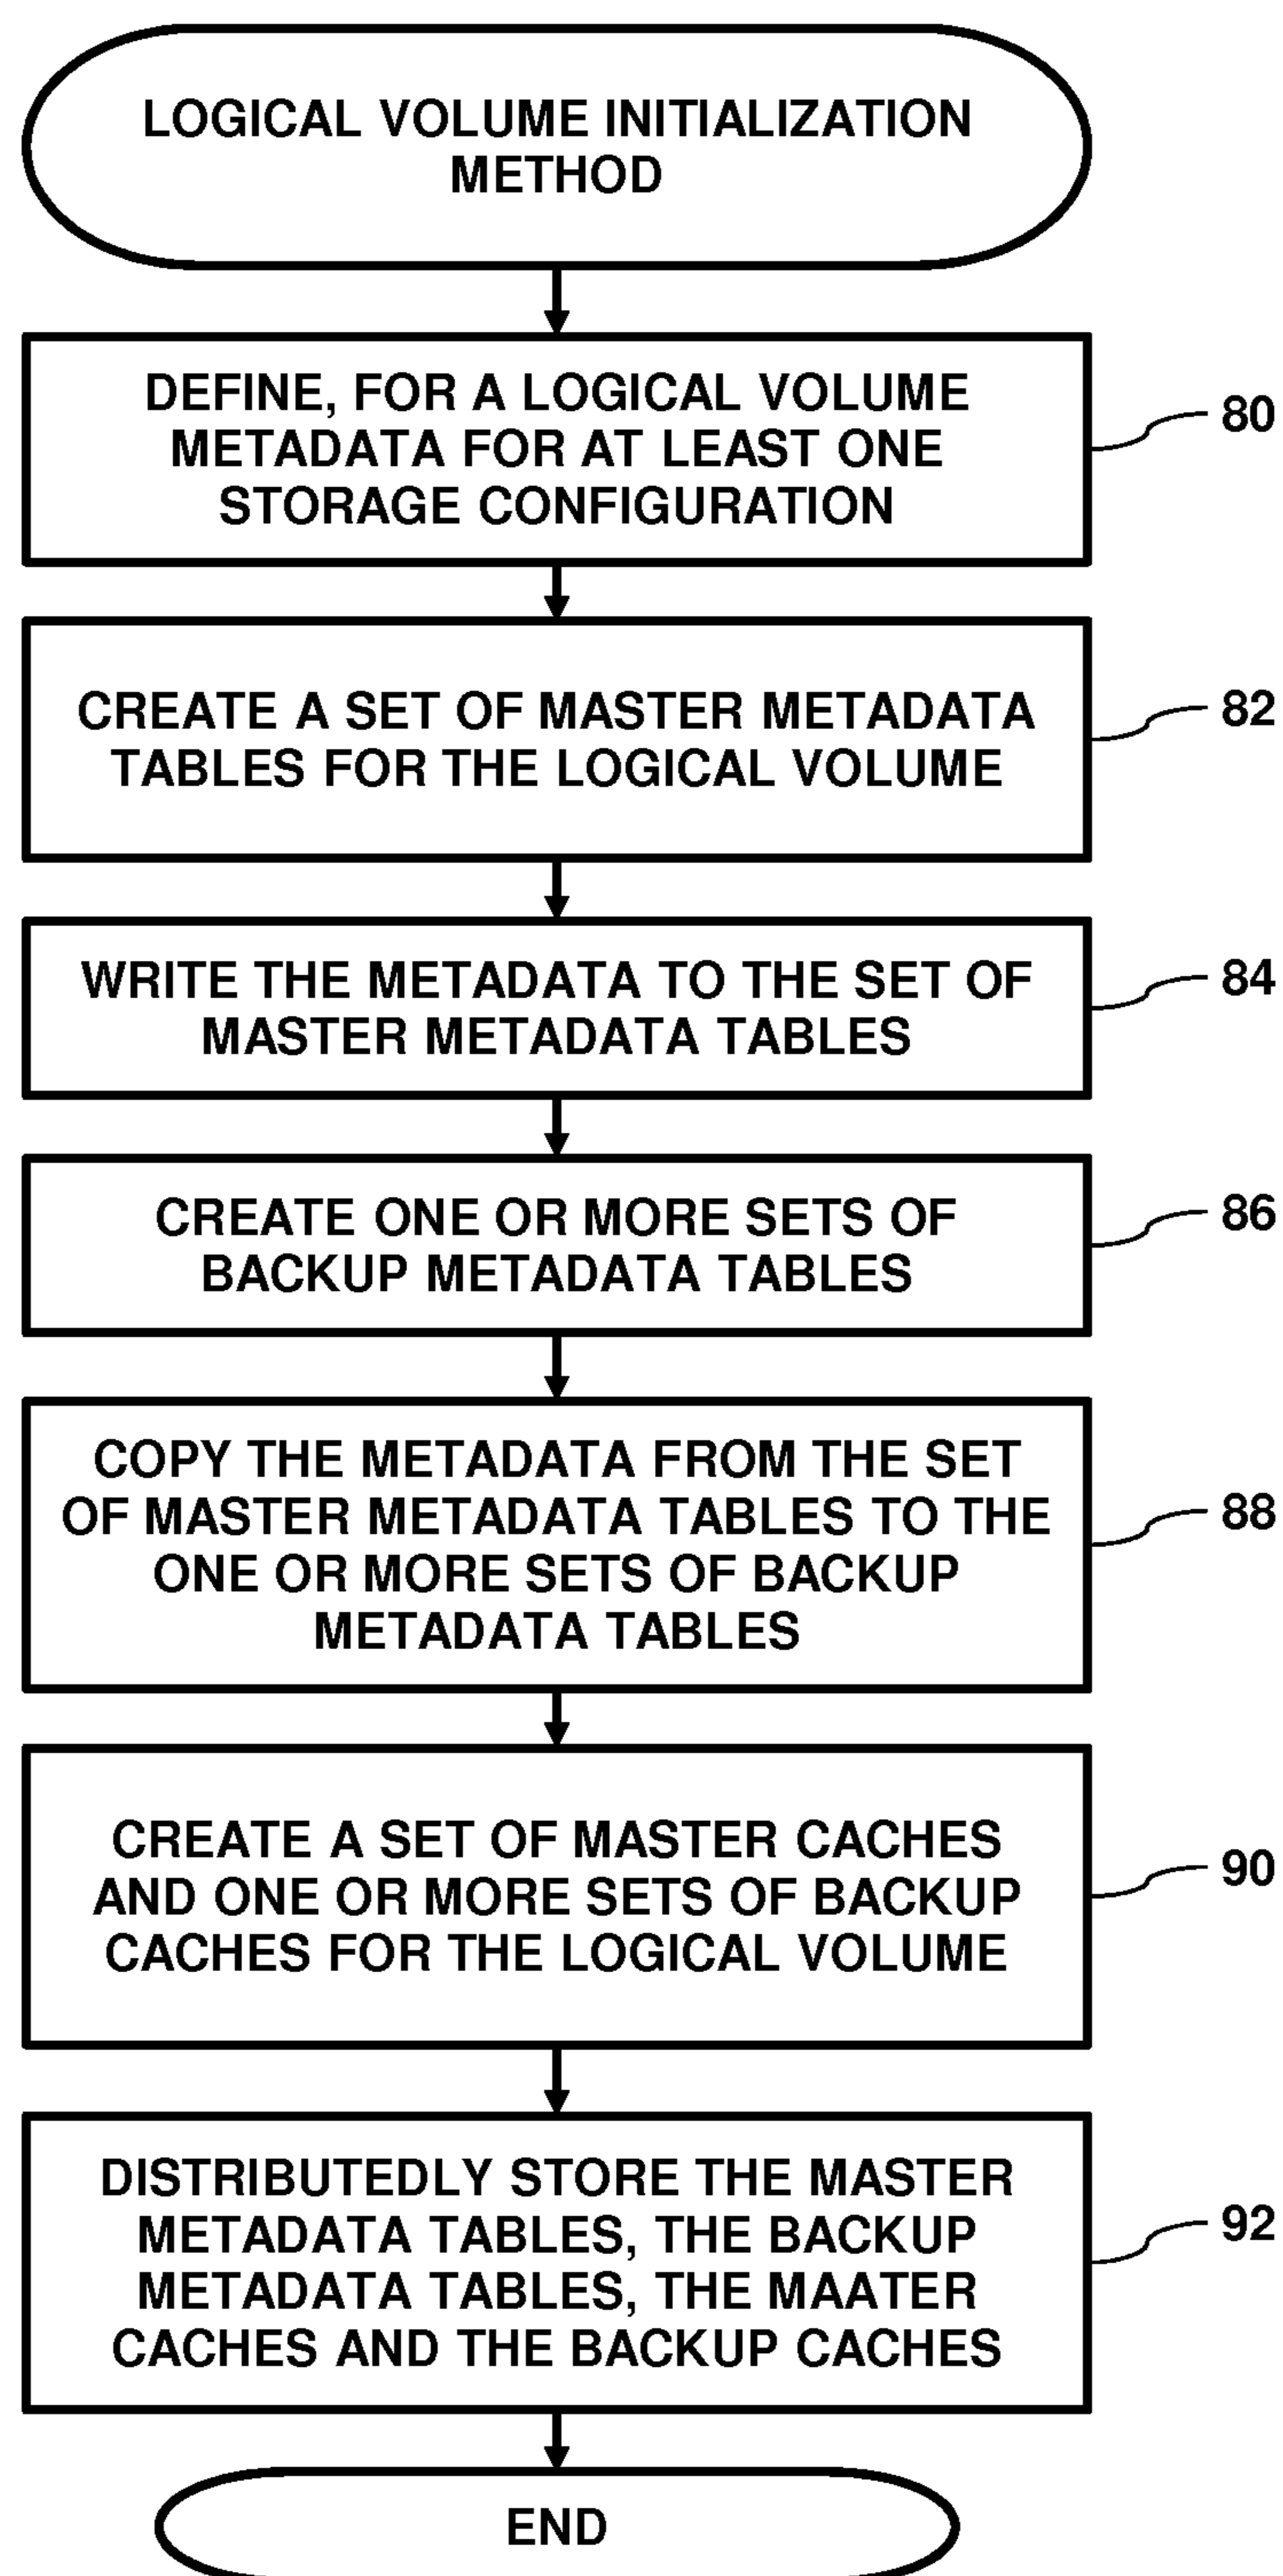 LOGICAL VOLUME INITIALIZATION
METHOD
DEFINE, FOR A LOGICAL VOLUME
METADATA FOR AT LEAST ONE
STORAGE CONFIGURATION
80
CREATE A SET OF MASTER METADATA
TABLES FOR THE LOGICAL VOLUME
82
WRITE THE METADATA TO THE SET OF
MASTER METADATA TABLES
84
CREATE ONE OR MORE SETS OF
BACKUP METADATA TABLES
86
COPY THE METADATA FROM THE SET
OF MASTER METADATA TABLES TO THE
ONE OR MORE SETS OF BACKUP
METADATA TABLES
88
CREATE A SET OF MASTER CACHES
AND ONE OR MORE SETS OF BACKUP
CACHES FOR THE LOGICAL VOLUME
90
DISTRIBUTEDLY STORE THE MASTER
METADATA TABLES, THE BACKUP
METADATA TABLES, THE MAATER
CACHES AND THE BACKUP CACHES
92
END